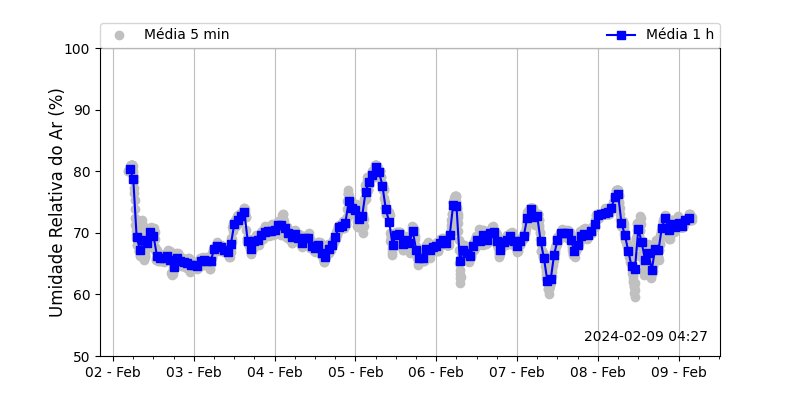 Média 5 min
Média 1 h
100
90
80
70
60
50
Umidade Relativa do Ar (%)
2024-02-09 04:27
02 - Feb
03 - Feb
04 - Feb
05 - Feb
06 - Feb
07 - Feb
08 - Feb
09 - Feb